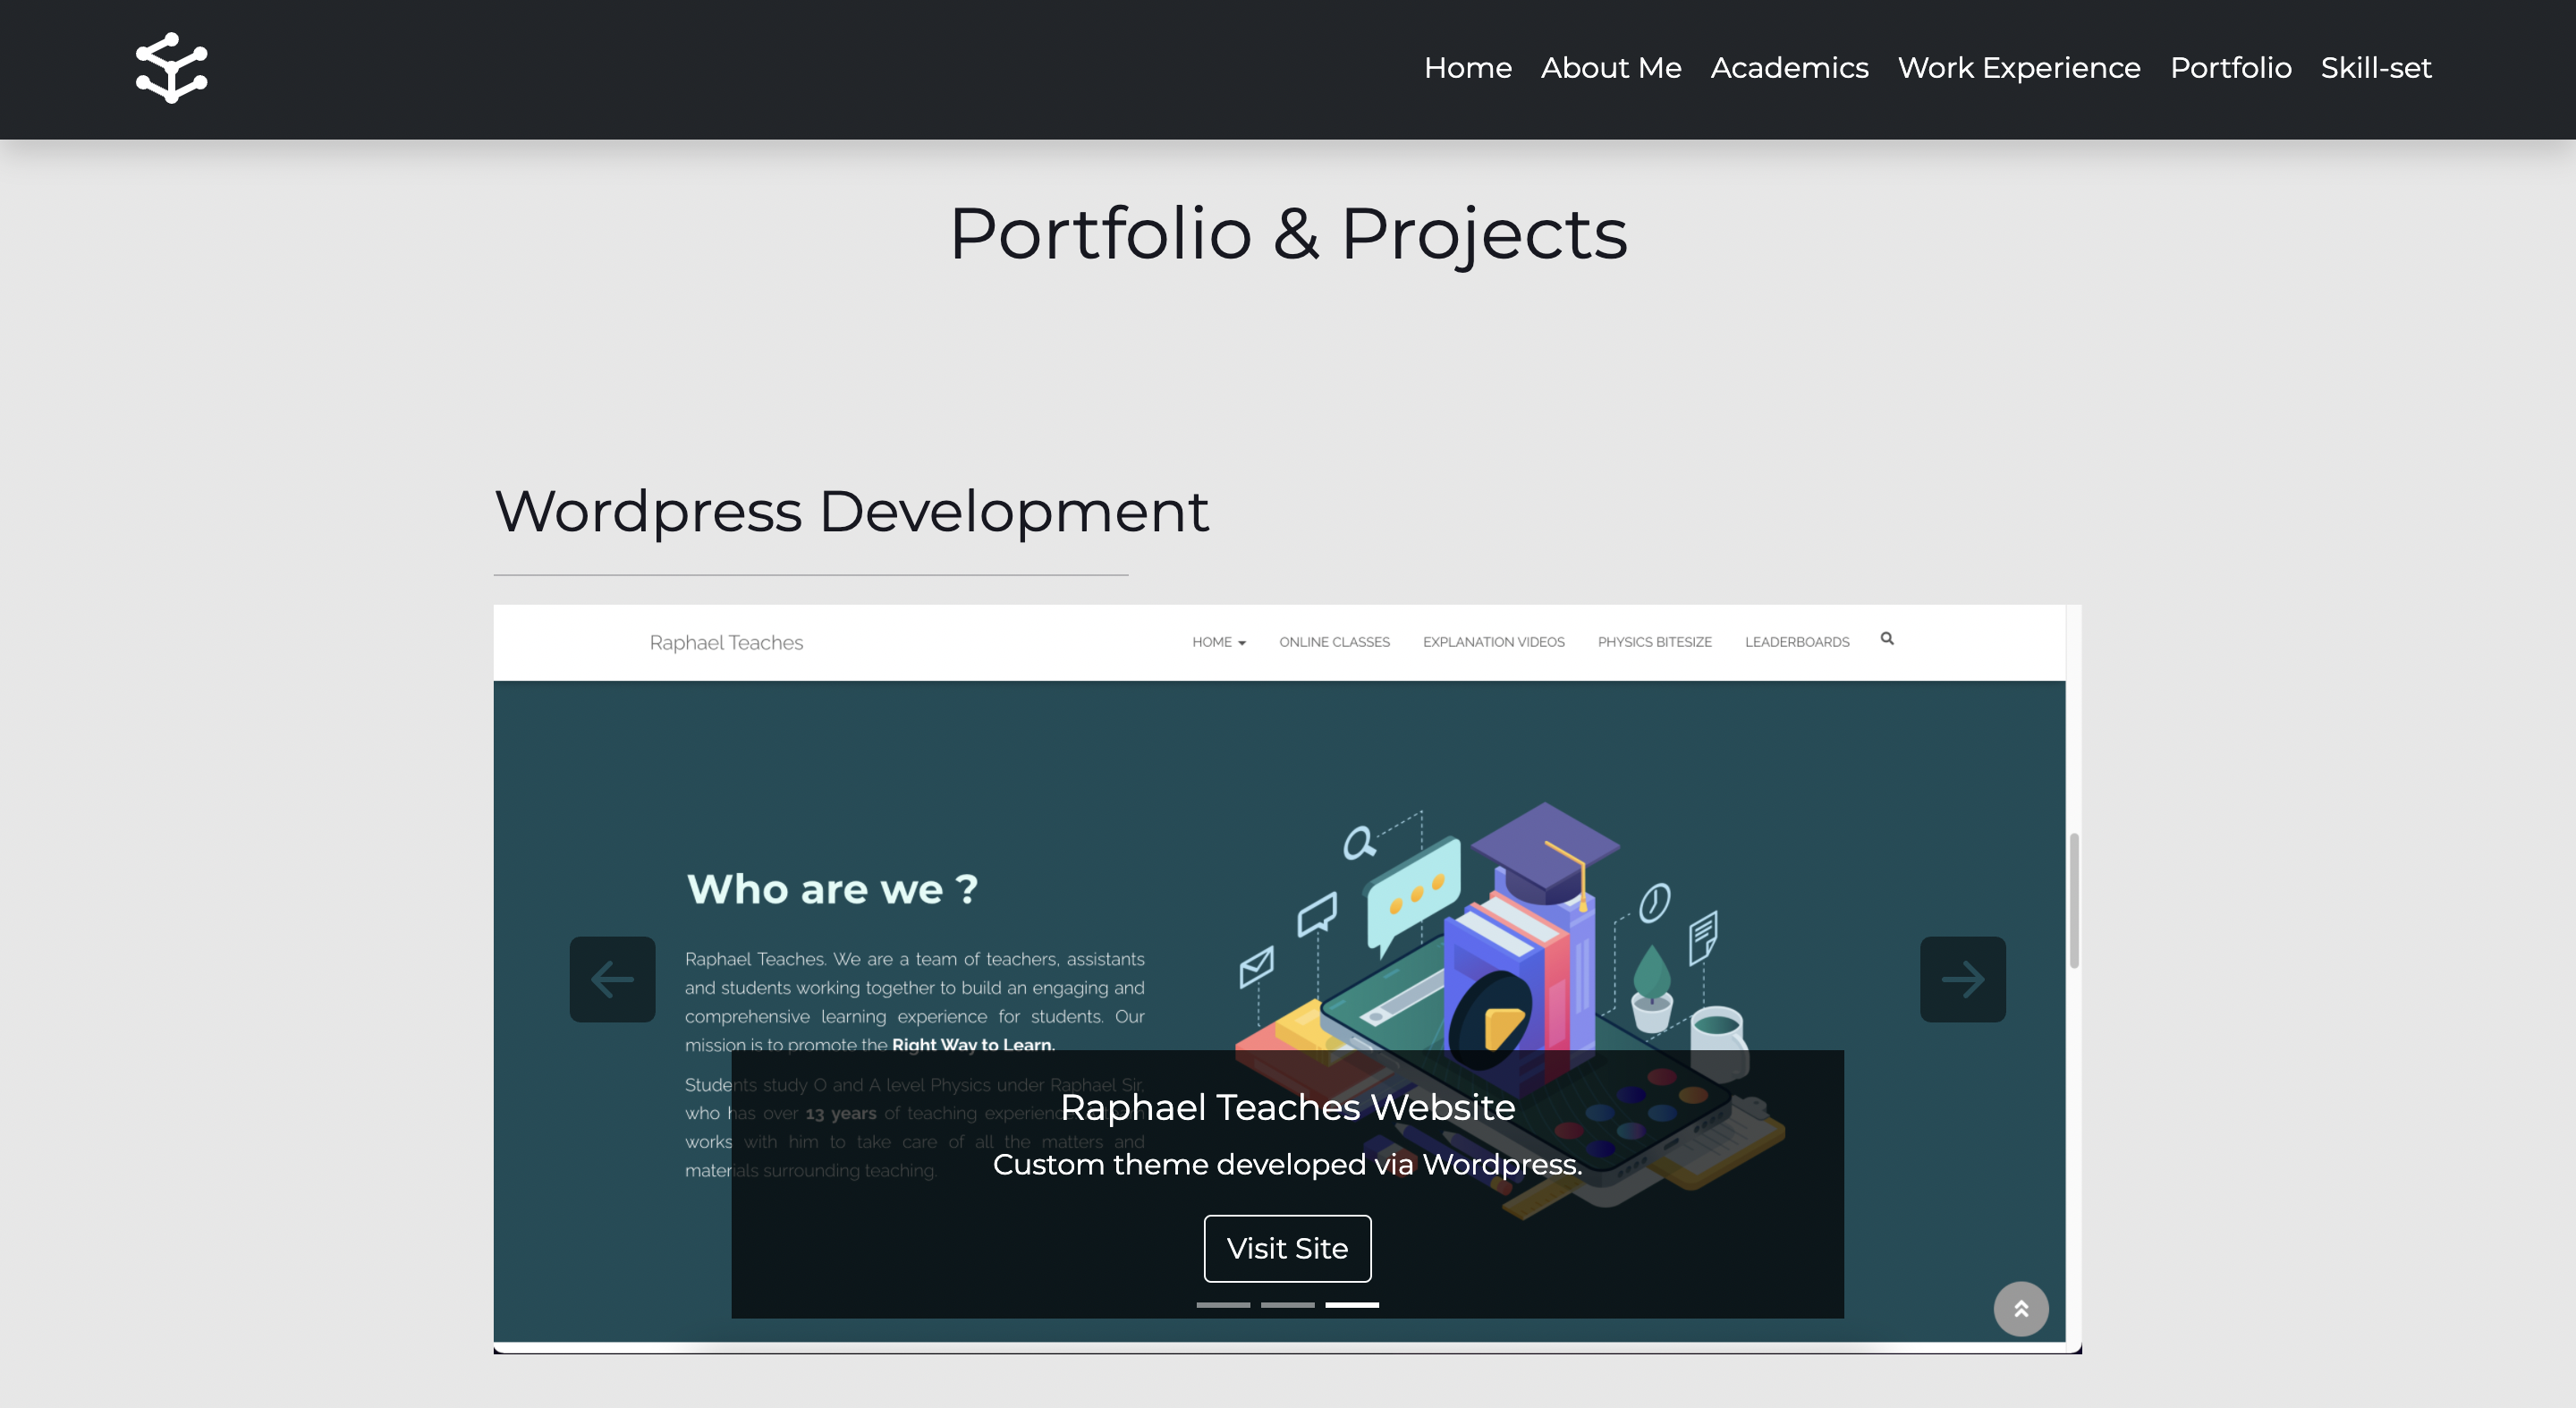 Home About Me Academics Work Experience Portfolio Skill-set
Portfolio & Projects
Wordpress Development
Raphael Teaches HOME ONLINE CLASSES EXPLANATION VIDEOS PHYSICS BITESIZE LEADERBOARDS
Who are we ?
Raphael Teaches. We are a team of teachers, assistants
and students working together to build an engaging and
comprehensive learning experience for students. Our
mission is to promote the Right Way to Learn.
Students study O and A level Physics under Raphael Sir,
who has over 13 years of teaching
works with him to take care of all the matters and
materials surrounding teaching.
Raphael Teaches Website
Custom theme developed via Wordpress.
Visit Site